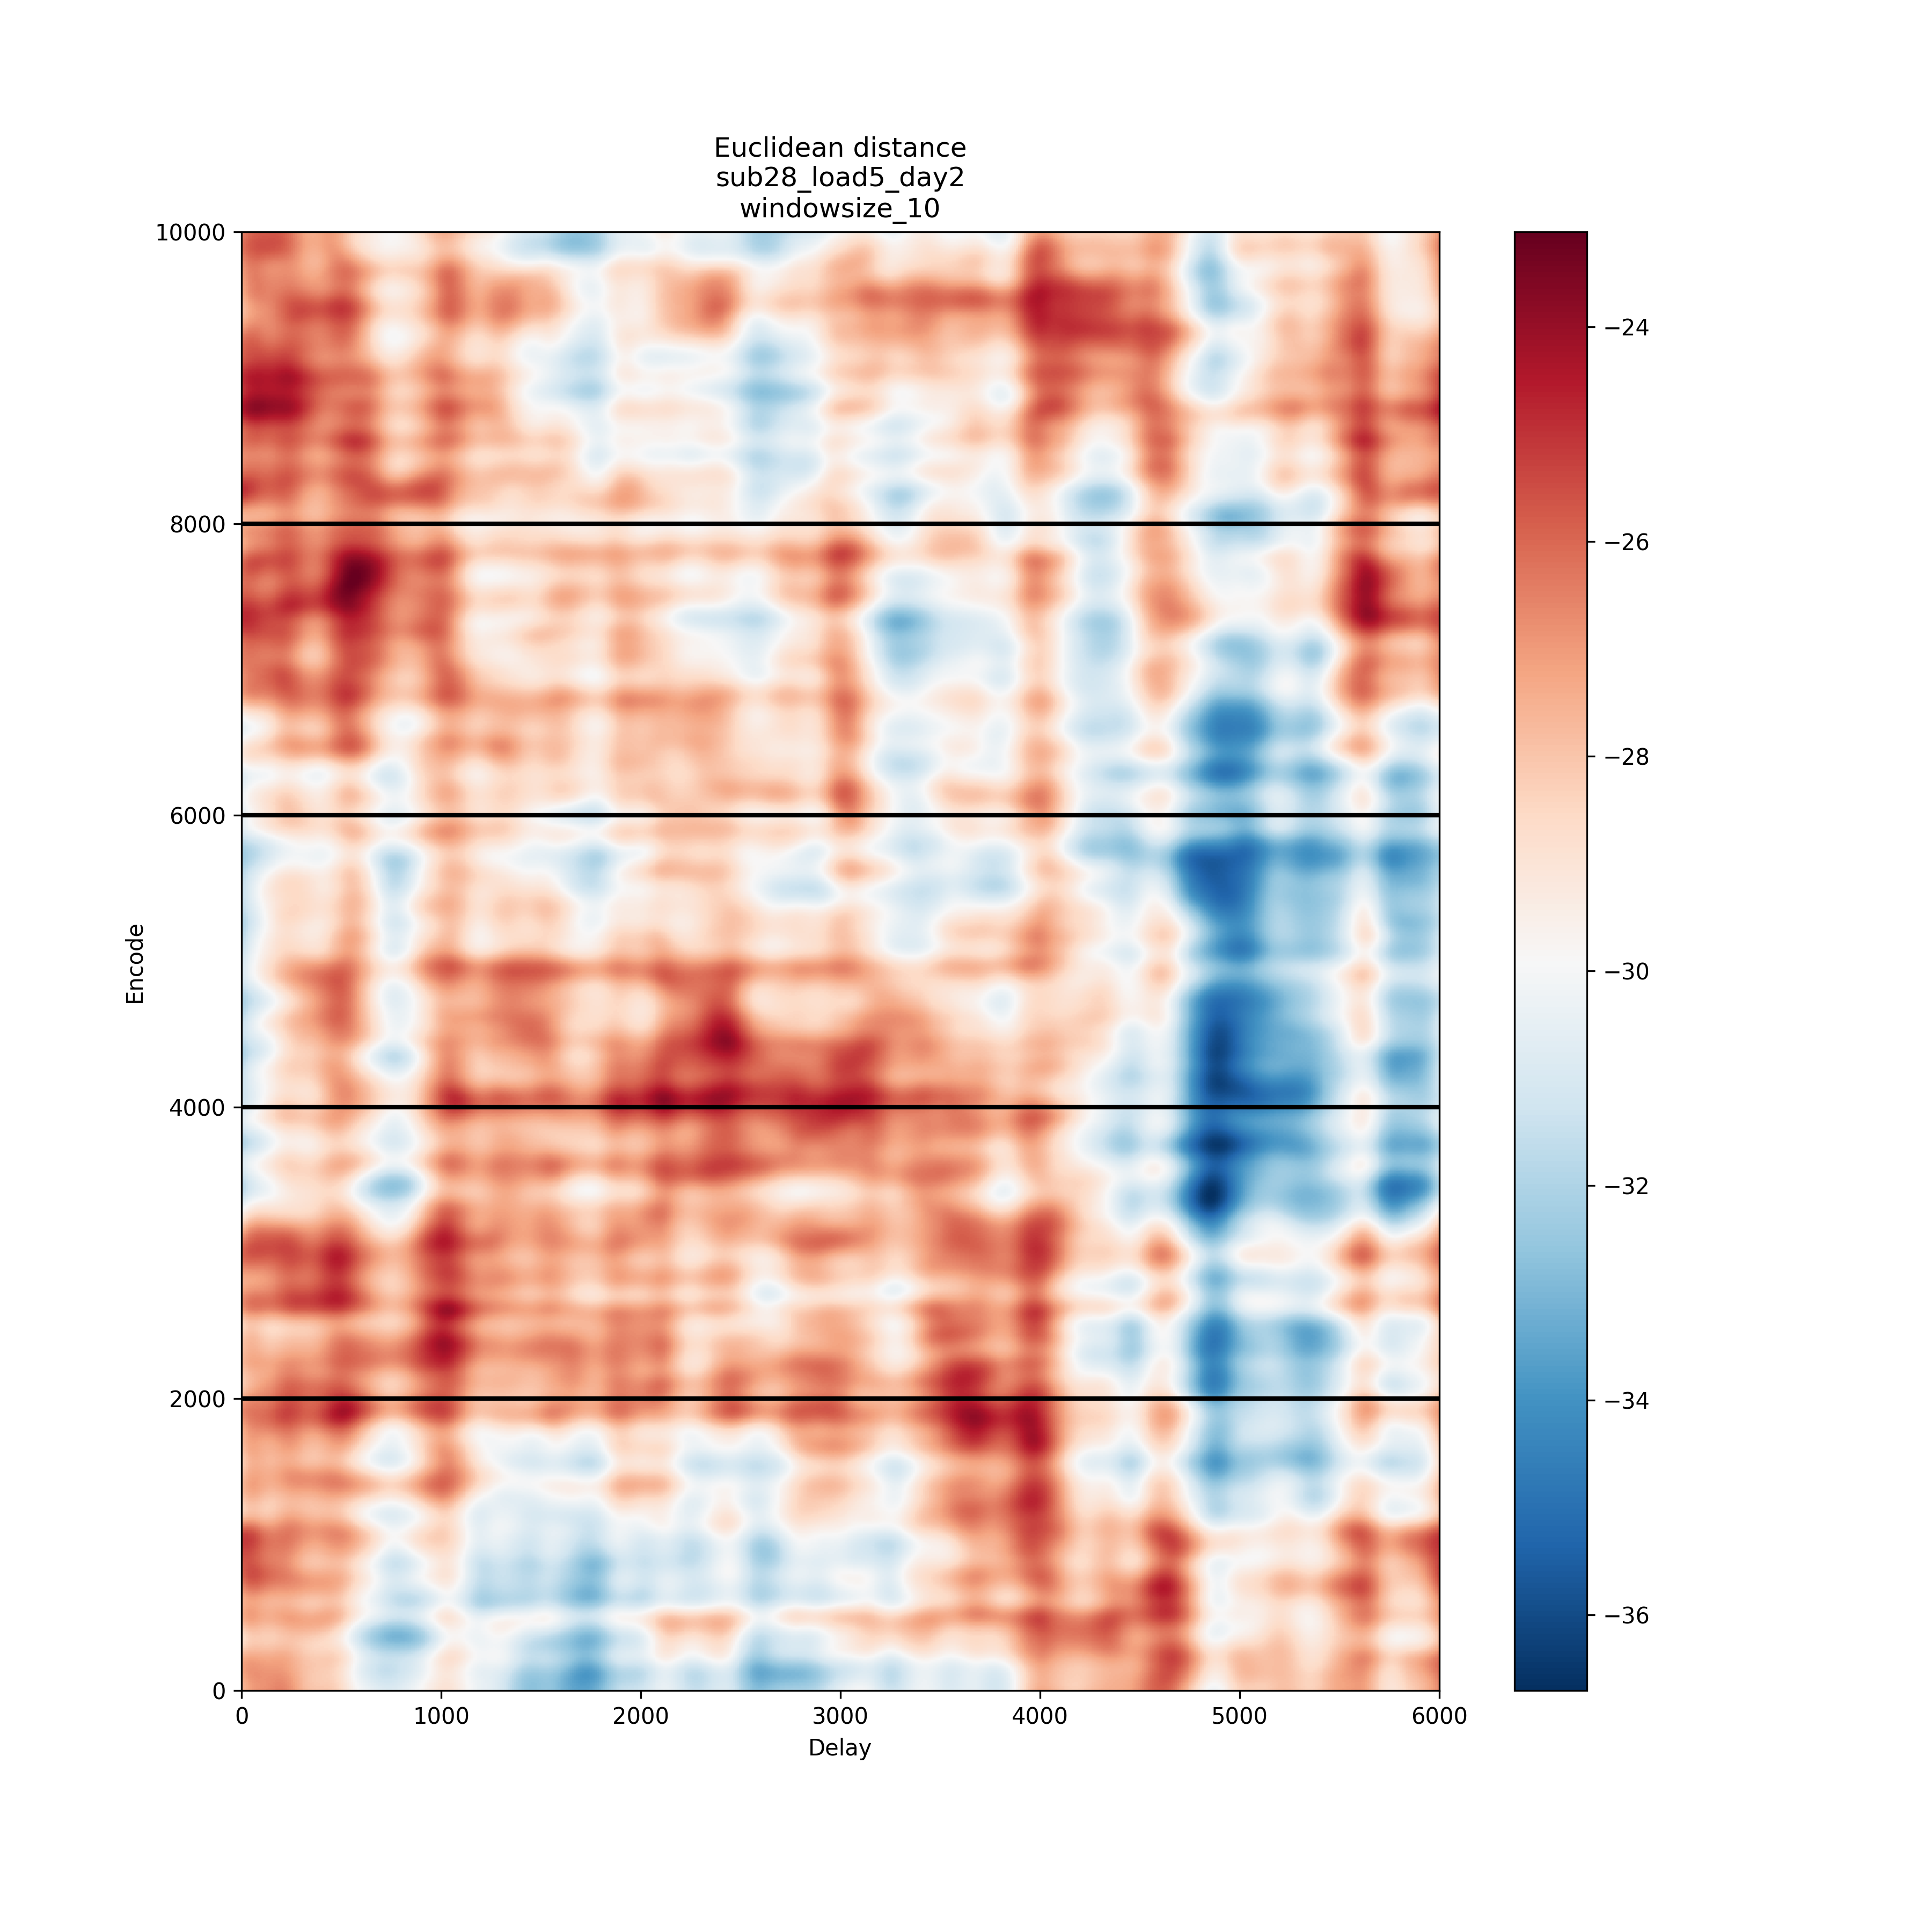 Euclidean distance
sub28_load5_day2
windowsize_10
10000
8000
6000
4000
2000
0
Encode
0 1000 2000 3000 4000 5000 6000
Delay
−24
−26
−28
−30
−32
−34
−36